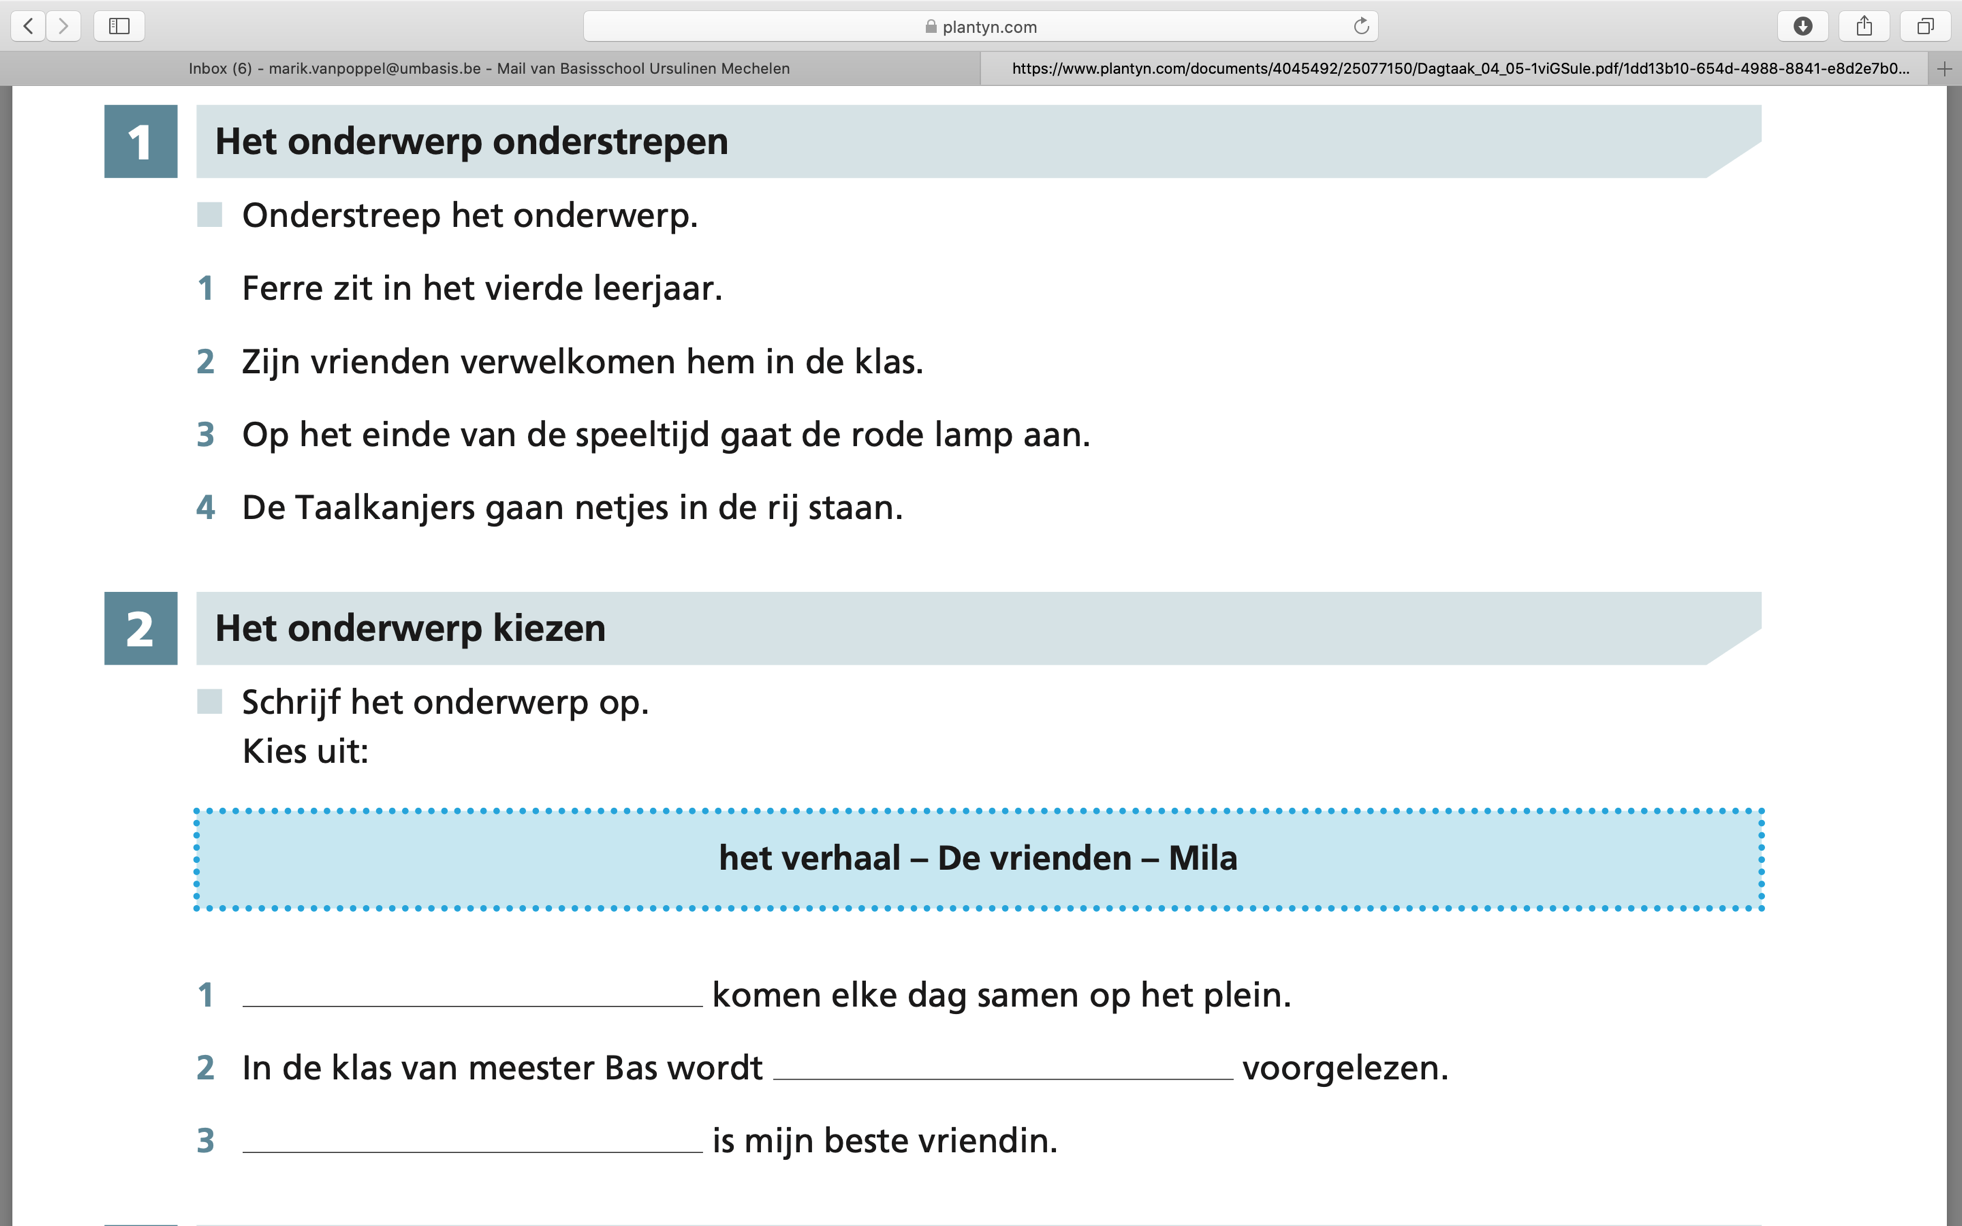 plantyn.com
Inbox (6) - marik.vanpoppel@umbasis.be - Mail van Basisschool Ursulinen Mechelen
https://www.plantyn.com/documents/4045492/25077150/Dagtaak_04_05-1viGSule.pdf/1dd13b10-654d-4988-8841-e8d2e7b0...
1 Het onderwerp onderstrepen
Onderstreep het onderwerp.
1 Ferre zit in het vierde leerjaar.
2 Zijn vrienden verwelkomen hem in de klas.
3 Op het einde van de speeltijd gaat de rode lamp aan.
4 De Taalkanjers gaan netjes in de rij staan.
2 Het onderwerp kiezen
Schrijf het onderwerp op.
Kies uit:
het verhaal – De vrienden – Mila
1 ____________________ komen elke dag samen op het plein.
2 In de klas van meester Bas wordt ____________________ voorgelezen.
3 ____________________ is mijn beste vriendin.